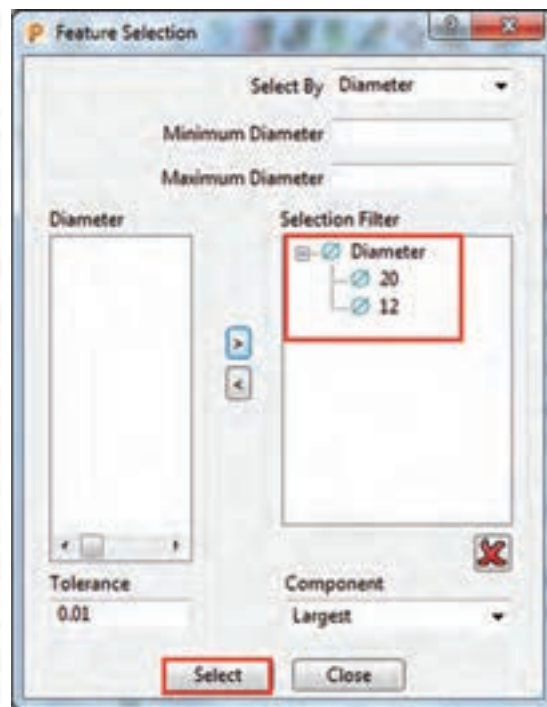 Feature Selection
Select By Diameter
Minimum Diameter
Maximum Diameter
Diameter
Selection Filter
Diameter
20
12
>
<
Tolerance
Component
0.01
Largest
Select
Close